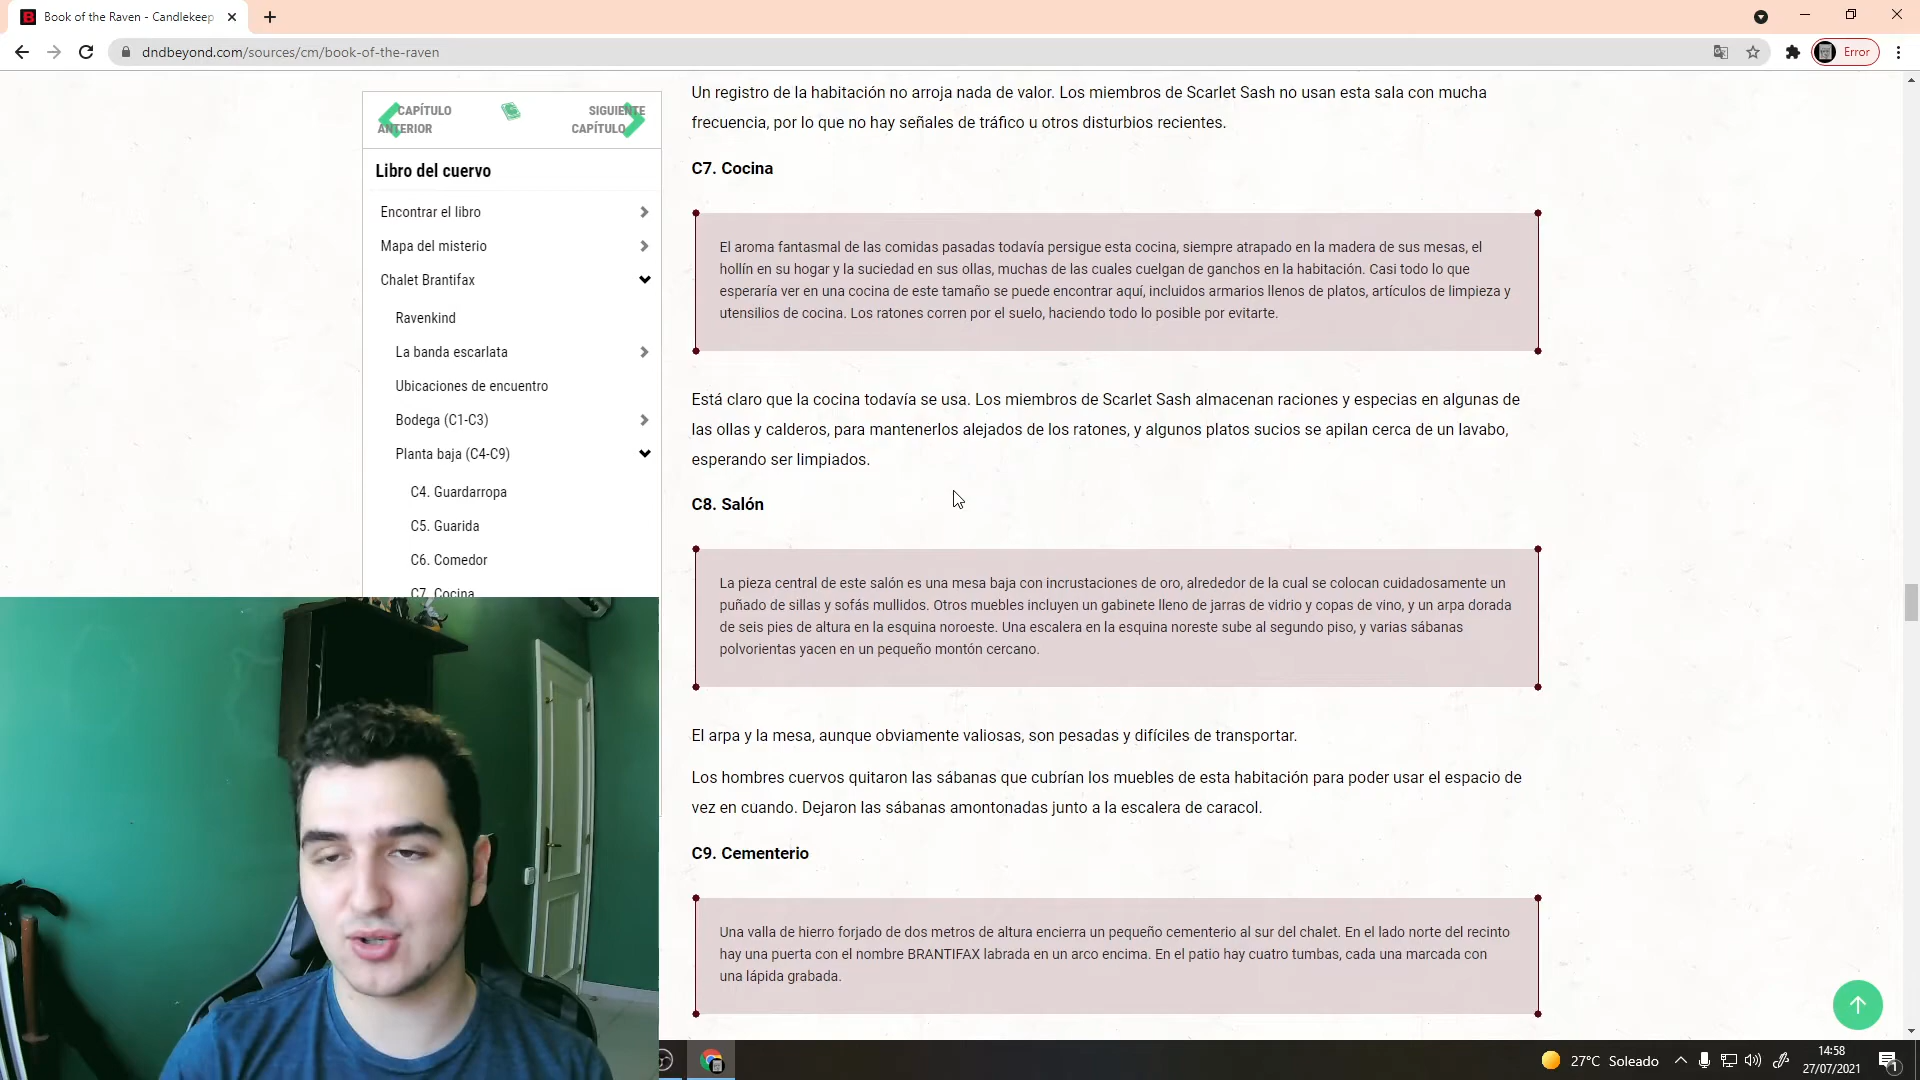 Book of the Raven - Candlekeep
dndbeyond.com/sources/cm/book-of-the-raven
Error
CAPÍTULO ANTERIOR
SIGUIENTE CAPÍTULO
Libro del cuervo
Encontrar el libro
Mapa del misterio
Chalet Brantifax
Ravenkind
La banda escarlata
Ubicaciones de encuentro
Bodega (C1-C3)
Planta baja (C4-C9)
C4. Guardarropa
C5. Guarida
C6. Comedor
C7. Cocina
Un registro de la habitación no arroja nada de valor. Los miembros de Scarlet Sash no usan esta sala con mucha
frecuencia, por lo que no hay señales de tráfico u otros disturbios recientes.
C7. Cocina
El aroma fantasmal de las comidas pasadas todavía persigue esta cocina, siempre atrapado en la madera de sus mesas, el
hollín en su hogar y la suciedad en sus ollas, muchas de las cuales cuelgan de ganchos en la habitación. Casi todo lo que
esperaría ver en una cocina de este tamaño se puede encontrar aquí, incluidos armarios llenos de platos, artículos de limpieza y
utensilios de cocina. Los ratones corren por el suelo, haciendo todo lo posible por evitarte.
Está claro que la cocina todavía se usa. Los miembros de Scarlet Sash almacenan raciones y especias en algunas de
las ollas y calderos, para mantenerlos alejados de los ratones, y algunos platos sucios se apilan cerca de un lavabo,
esperando ser limpiados.
C8. Salón
La pieza central de este salón es una mesa baja con incrustaciones de oro, alrededor de la cual se colocan cuidadosamente un
puñado de sillas y sofás mullidos. Otros muebles incluyen un gabinete lleno de jarras de vidrio y copas de vino, y un arpa dorada
de seis pies de altura en la esquina noroeste. Una escalera en la esquina noreste sube al segundo piso, y varias sábanas
polvorientas yacen en un pequeño montón cercano.
El arpa y la mesa, aunque obviamente valiosas, son pesadas y difíciles de transportar.
Los hombres cuervos quitaron las sábanas que cubrían los muebles de esta habitación para poder usar el espacio de
vez en cuando. Dejaron las sábanas amontonadas junto a la escalera de caracol.
C9. Cementerio
Una valla de hierro forjado de dos metros de altura encierra un pequeño cementerio al sur del chalet. En el lado norte del recinto
hay una puerta con el nombre BRANTIFAX labrada en un arco encima. En el patio hay cuatro tumbas, cada una marcada con
una lápida grabada.
27°C Soleado
14:58
27/07/2021
1